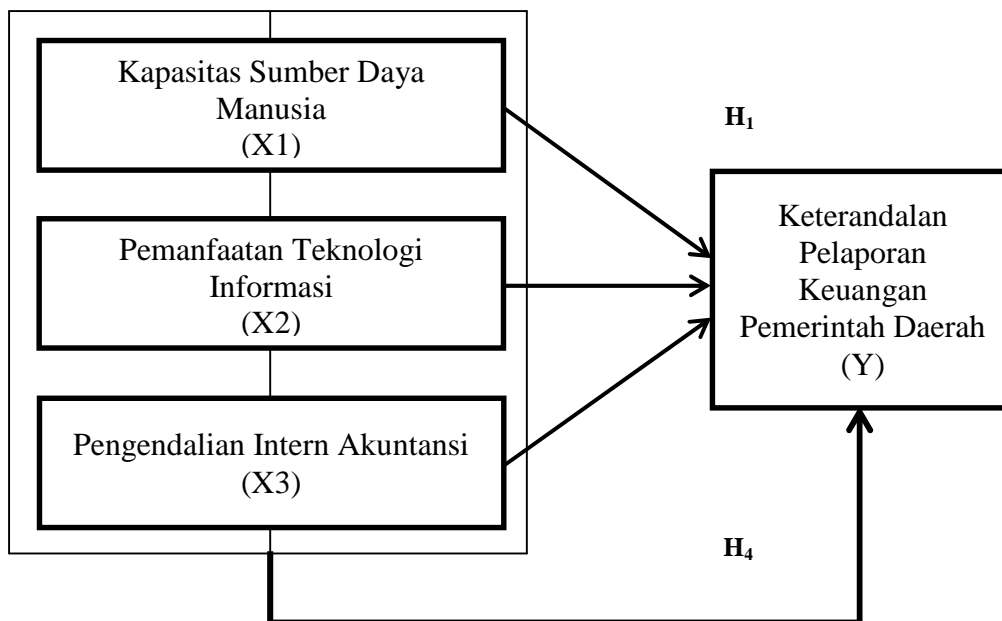 Kapasitas Sumber Daya
Manusia
(X1)
H1
Pemanfaatan Teknologi
Informasi
(X2)
Keterandalan
Pelaporan
Keuangan
Pemerintah Daerah
(Y)
Pengendalian Intern Akuntansi
(X3)
H4